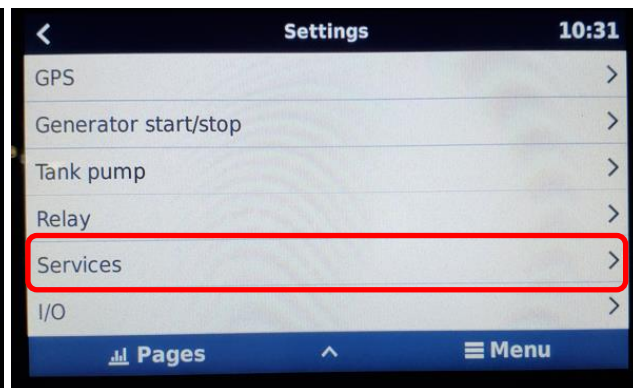 Settings 10:31
GPS
Generator start/stop
Tank pump
Relay
Services
I/O
Pages Menu